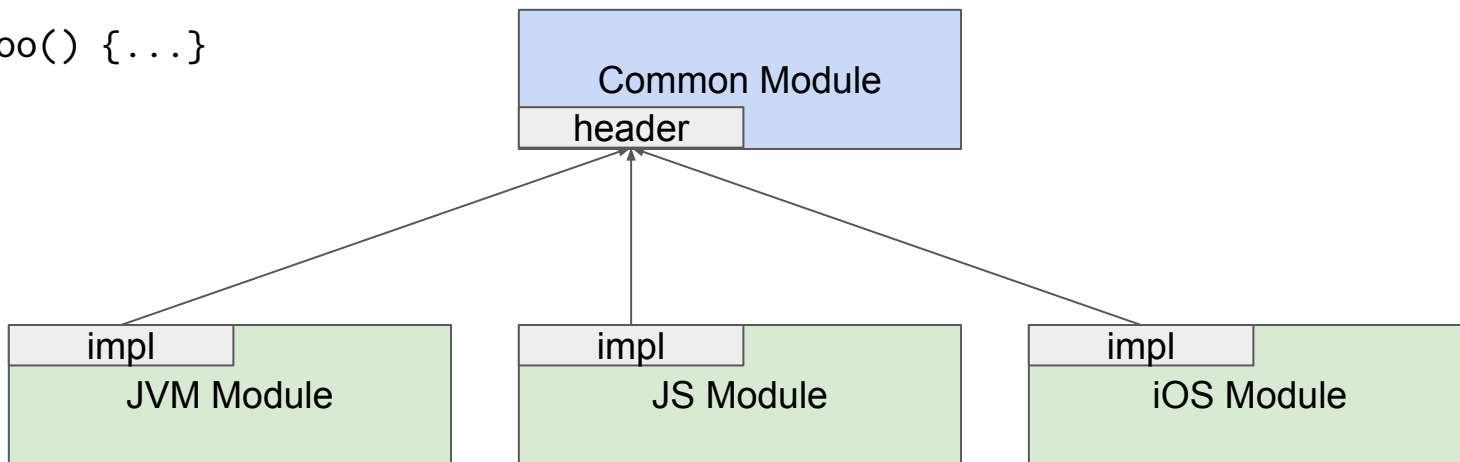 oo() {...}
Common Module
header
impl
impl
impl
JVM Module
JS Module
iOS Module